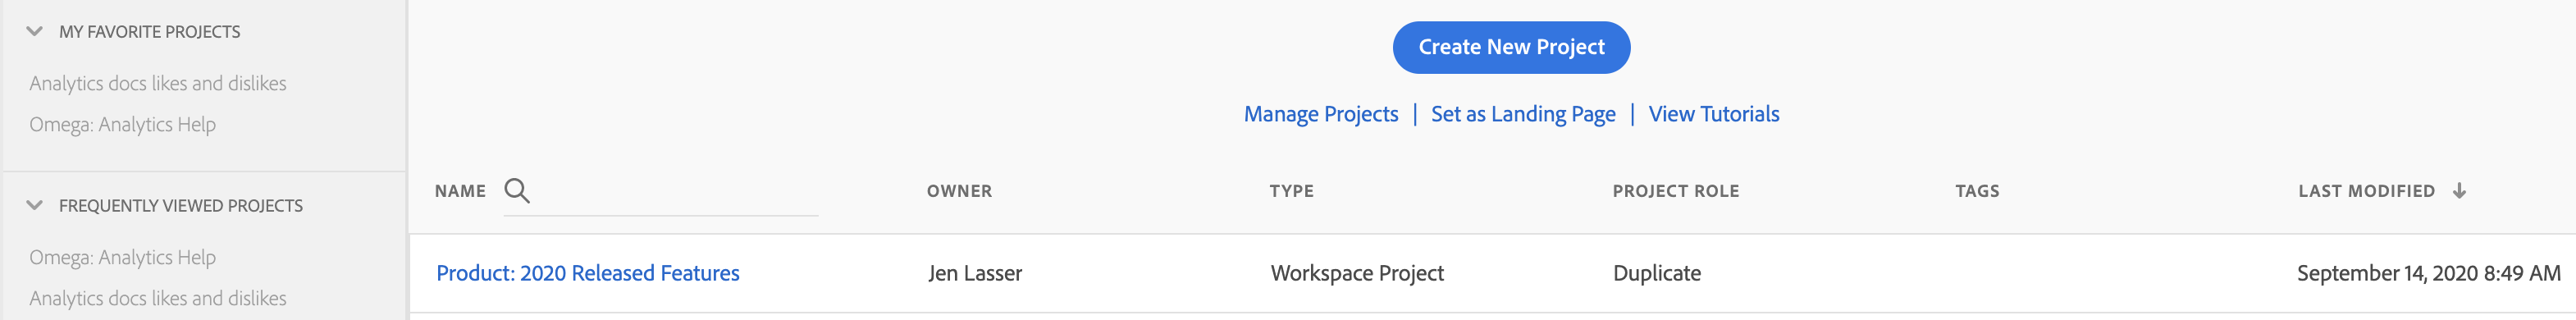 MY FAVORITE PROJECTS
Analytics docs likes and dislikes
Omega: Analytics Help
FREQUENTLY VIEWED PROJECTS
Omega: Analytics Help
Analytics docs likes and dislikes
Create New Project
Manage Projects | Set as Landing Page | View Tutorials
NAME OWNER TYPE PROJECT ROLE TAGS LAST MODIFIED ↓
Product: 2020 Released Features Jen Lasser Workspace Project Duplicate September 14, 2020 8:49 AM